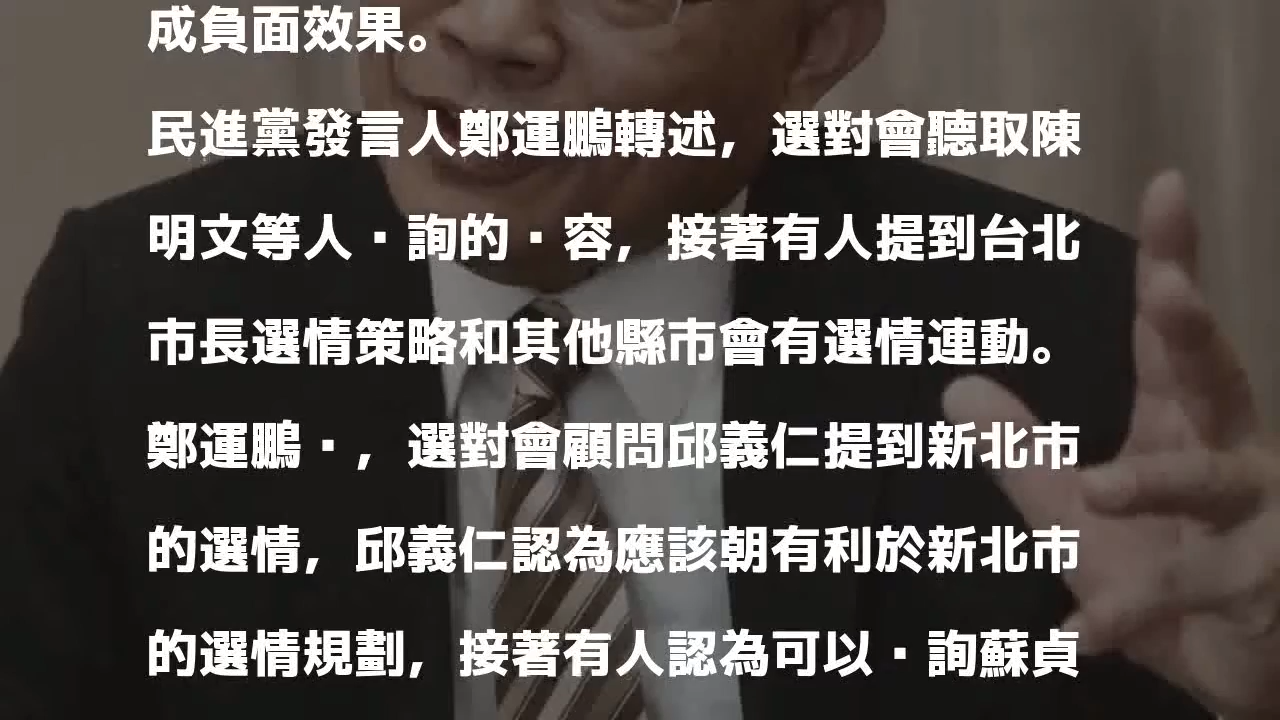 成負面效果。
民進黨發言人鄭運鵬轉述，選對會聽取陳
明文等人▪詢的▪容，接著有人提到台北
市長選情策略和其他縣市會有選情連動。
鄭運鵬▪，選對會顧問邱義仁提到新北市
的選情，邱義仁認為應該朝有利於新北市
的選情規劃，接著有人認為可以▪詢蘇貞